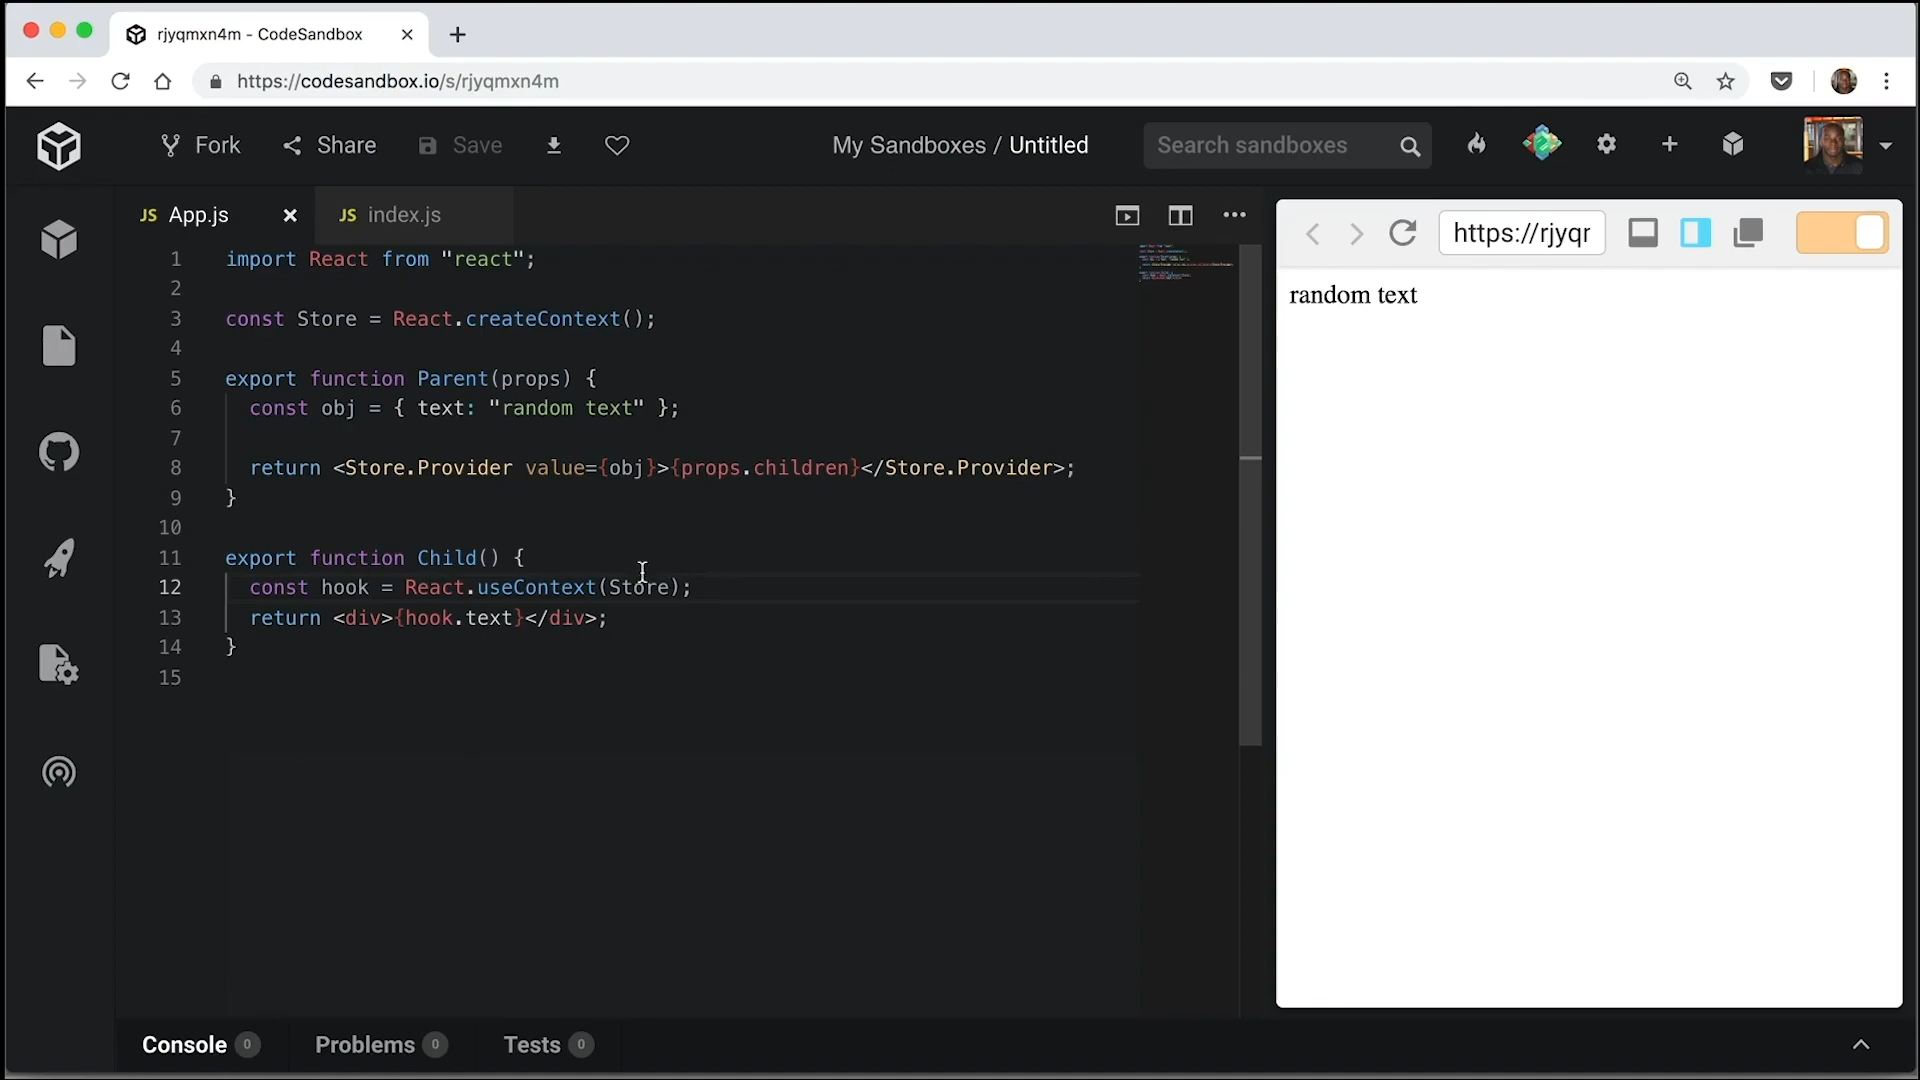 rjyqmxn4m - CodeSandbox
https://codesandbox.io/s/rjyqmxn4m
Fork Share Save My Sandboxes / Untitled Search sandboxes
JS App.js JS index.js
https://rjyqr
random text
1 import React from "react";
2
3 const Store = React.createContext();
4
5 export function Parent(props) {
6 const obj = { text: "random text" };
7
8 return <Store.Provider value={obj}>{props.children}</Store.Provider>;
9 }
10
11 export function Child() {
12 const hook = React.useContext(Store);
13 return <div>{hook.text}</div>;
14 }
15
Console 0 Problems 0 Tests 0